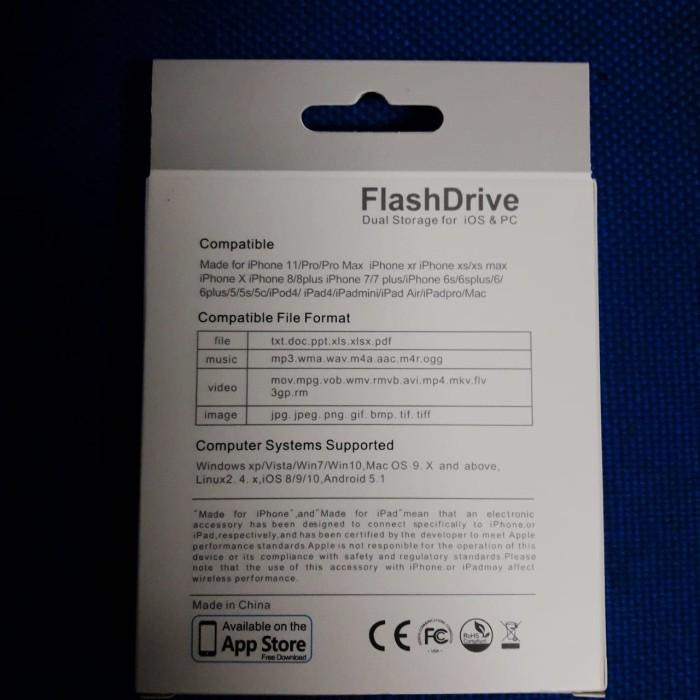 FlashDrive
Dual Storage for iOS & PC
Compatible
Made for iPhone 11/Pro/Pro Max iPhone xr iPhone xs/xs max
iPhone X iPhone 8/8plus iPhone 7/7 plus/iPhone 6s/6splus/6/
6plus/5/5s/5c/iPod4/ iPad4/iPadmini/iPad Air/iPadpro/Mac
Compatible File Format
file txt.doc.ppt.xls.xlsx.pdf
music mp3.wma.wav.m4a.aac.m4r.ogg
video mov.mpg.vob.wmv.rmvb.avi.mp4.mkv.flv
3gp.rm
image jpg. jpeg. png. gif. bmp. tif. tiff
Computer Systems Supported
Windows xp/Vista/Win7/Win10,Mac OS 9. X and above,
Linux2. 4. x,iOS 8/9/10,Android 5.1
"Made for iPhone",and"Made for iPad"mean that an electronic
accessory has been designed to connect specifically to iPhone,or
iPad,respectively,and has been certified by the developer to meet Apple
performance standards.Apple is not responible for the operation of this
device or its compliance with safety and regulatory standards.Please
note that the use of this accessory with iPhone.or iPadmay affect
wireless performance.
Made in China
Available on the
App Store
Free Download
CE FC RoHS
Compliant